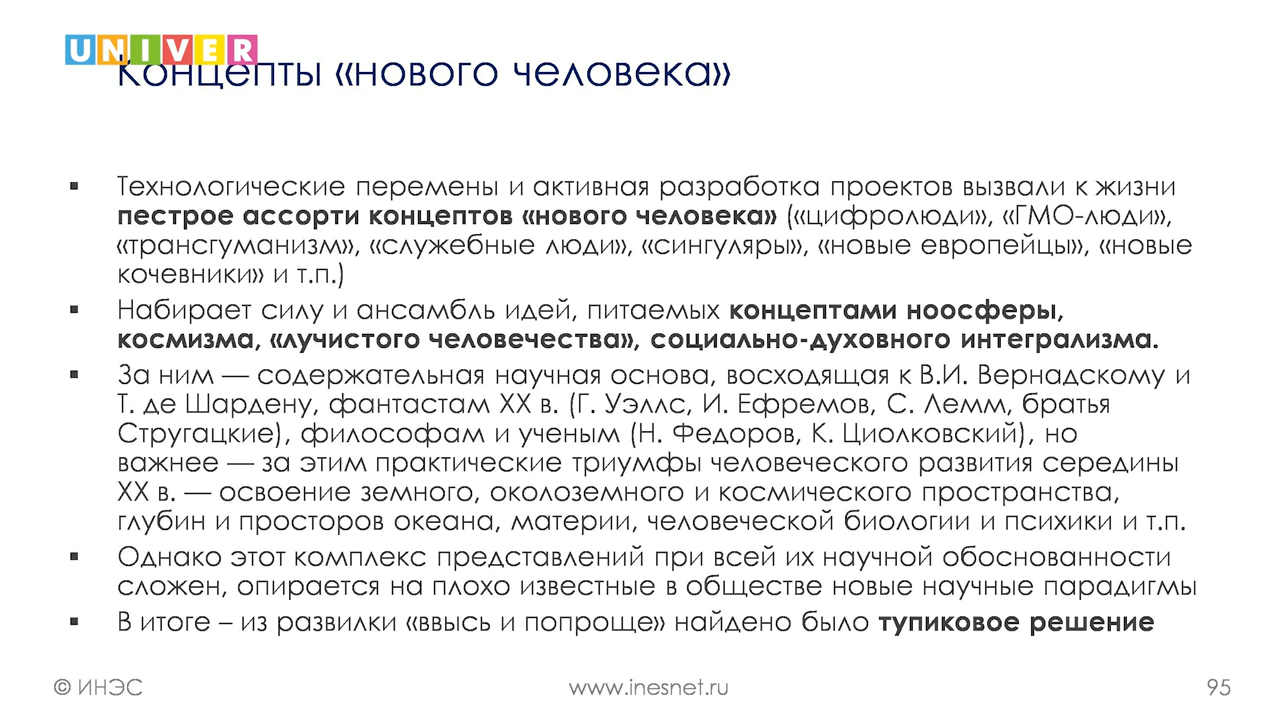 UNIVER
Концепты «нового человека»
▪ Технологические перемены и активная разработка проектов вызвали к жизни
пестрое ассорти концептов «нового человека» («цифролюди», «ГМО-люди»,
«трансгуманизм», «служебные люди», «сингуляры», «новые европейцы», «новые
кочевники» и т.п.)
▪ Набирает силу и ансамбль идей, питаемых концептами ноосферы,
космизма, «лучистого человечества», социально-духовного интегрализма.
▪ За ним — содержательная научная основа, восходящая к В.И. Вернадскому и
Т. де Шардену, фантастам XX в. (Г. Уэллс, И. Ефремов, С. Лемм, братья
Стругацкие), философам и ученым (Н. Федоров, К. Циолковский), но
важнее — за этим практические триумфы человеческого развития середины
XX в. — освоение земного, околоземного и космического пространства,
глубин и просторов океана, материи, человеческой биологии и психики и т.п.
▪ Однако этот комплекс представлений при всей их научной обоснованности
сложен, опирается на плохо известные в обществе новые научные парадигмы
▪ В итоге – из развилки «ввысь и попроще» найдено было тупиковое решение
© ИНЭС
www.inesnet.ru
95